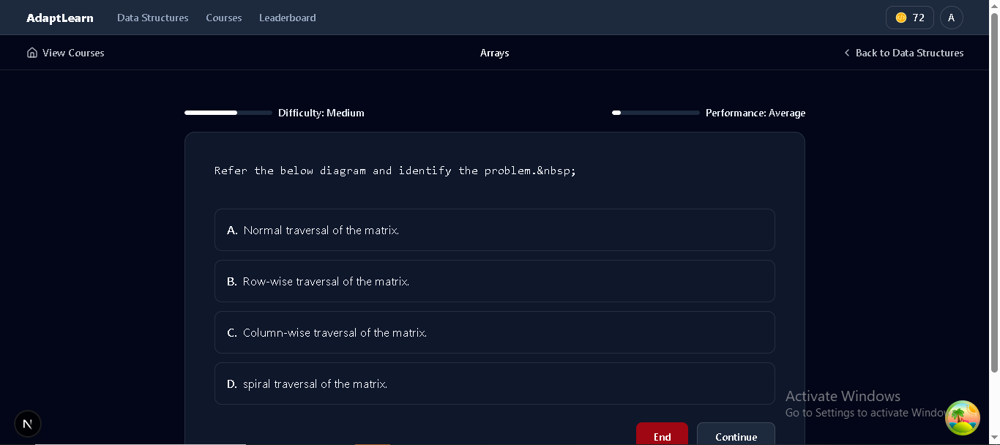 AdaptLearn Data Structures Courses Leaderboard 72 A
View Courses Arrays Back to Data Structures
Difficulty: Medium Performance: Average
Refer the below diagram and identify the problem.&nbsp;
A. Normal traversal of the matrix.
B. Row-wise traversal of the matrix.
C. Column-wise traversal of the matrix.
D. spiral traversal of the matrix.
Activate Windows
Go to Settings to activate Windo
N
End Continue